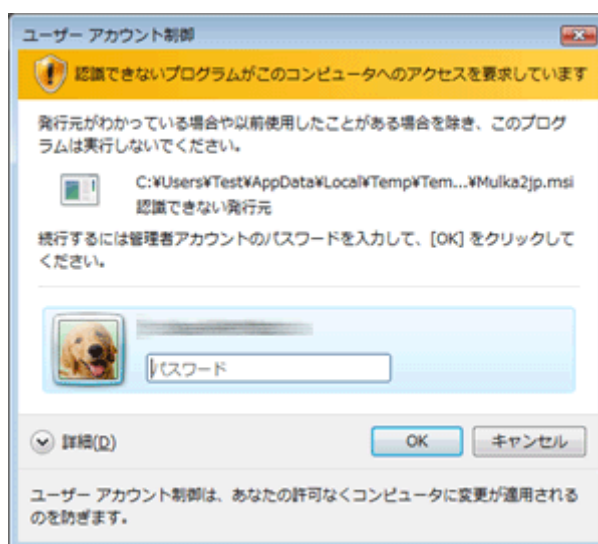 ユーザー アカウント制御
認識できないプログラムがこのコンピュータへのアクセスを要求しています
発行元がわかっている場合や以前使用したことがある場合を除き、このプログ
ラムは実行しないでください。
C:¥Users¥Test¥AppData¥Local¥Temp¥Tem...¥Mulka2jp.msi
認識できない発行元
続行するには管理者アカウントのパスワードを入力して、[OK] をクリックして
ください。
パスワード
詳細(D)
OK
キャンセル
ユーザー アカウント制御は、あなたの許可なくコンピュータに変更が適用される
のを防ぎます。